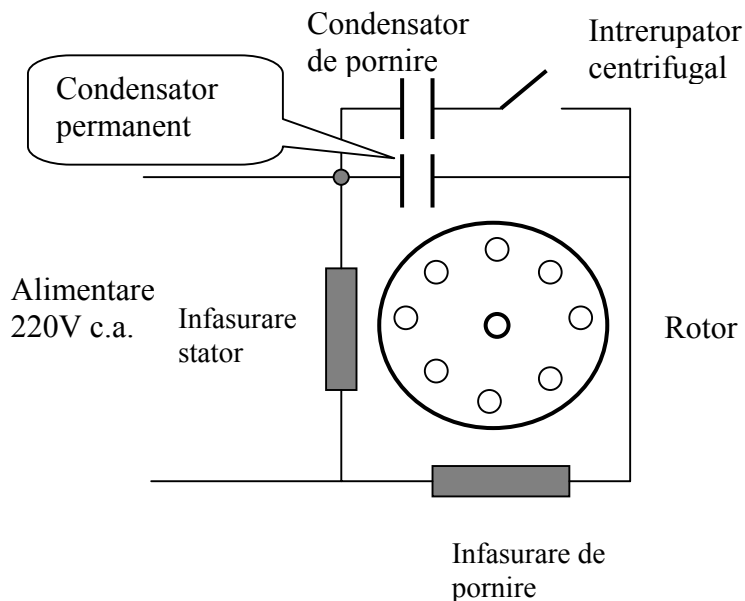 Condensator
de pornire
Intrerupator
centrifugal
Condensator
permanent
Alimentare
220V c.a.
Infasurare
stator
Rotor
Infasurare de
pornire